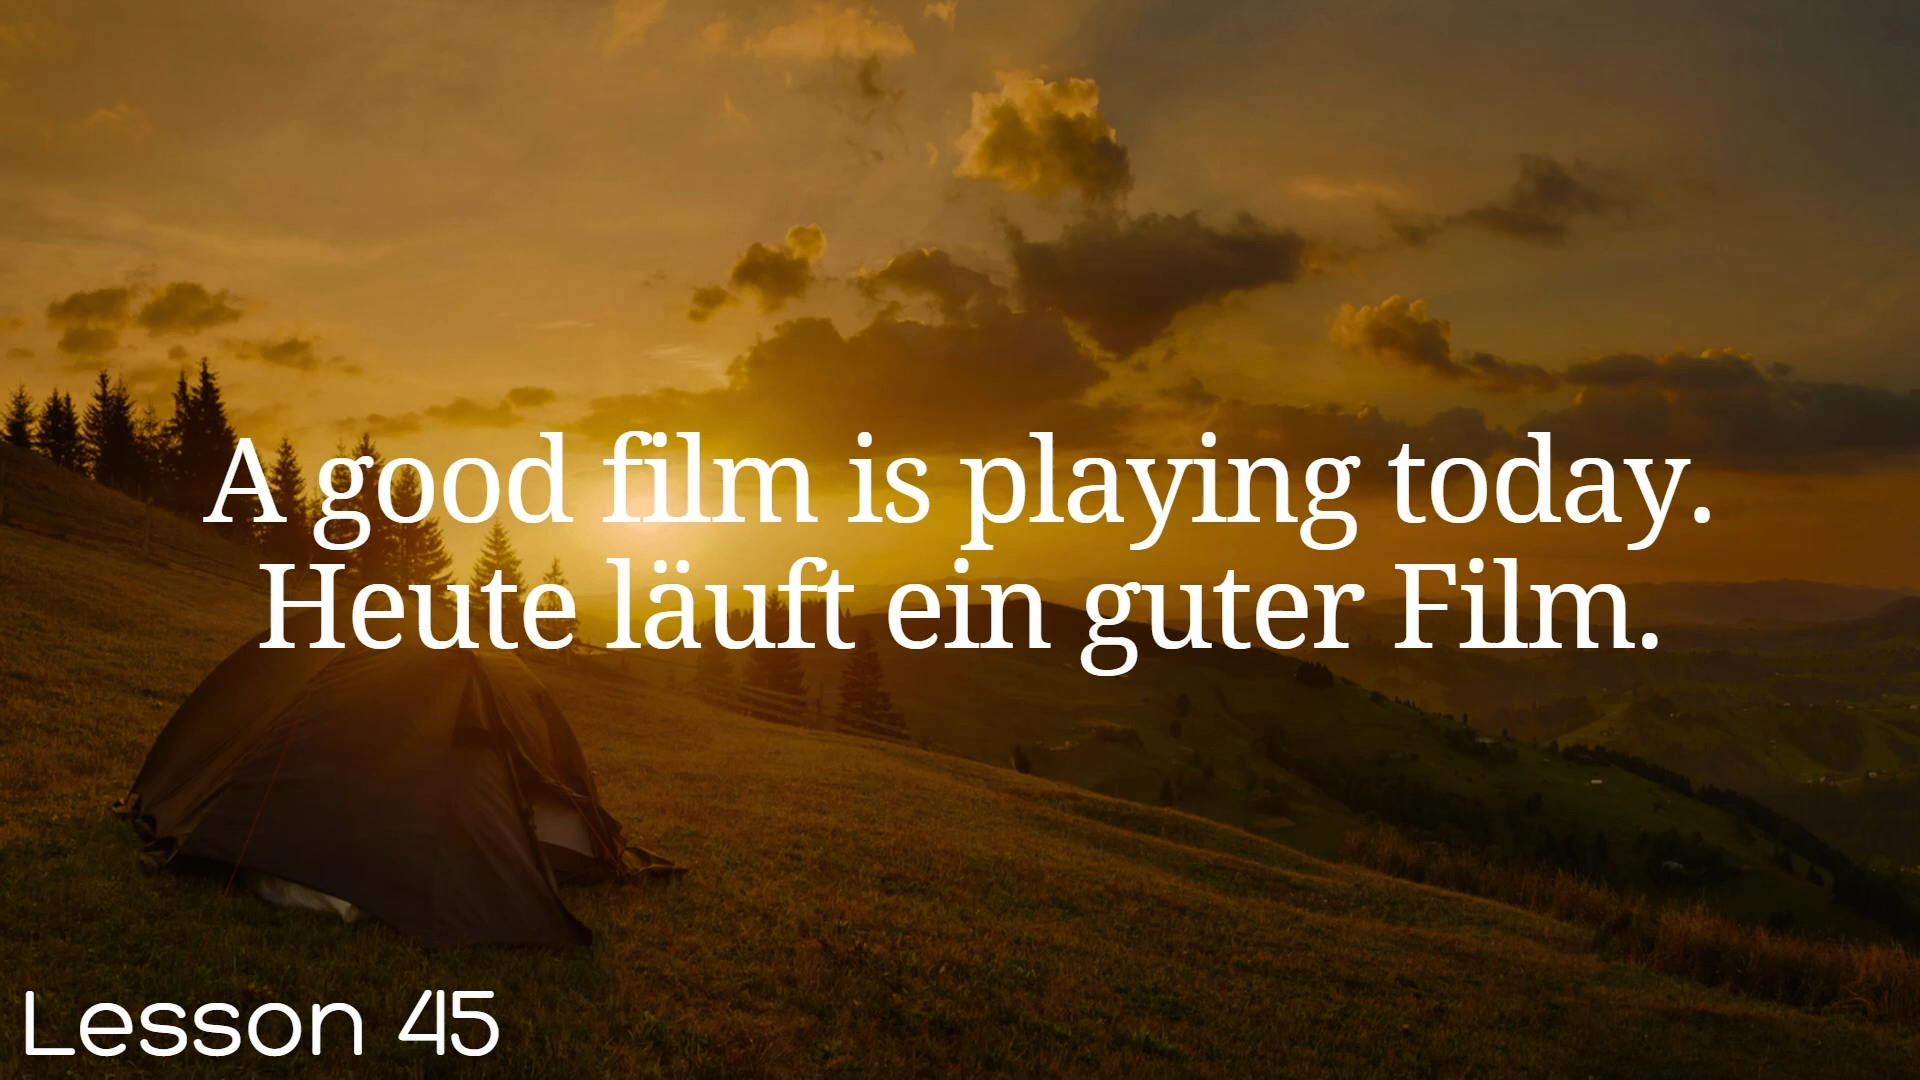 A good film is playing today.
Heute läuft ein guter Film.
Lesson 45